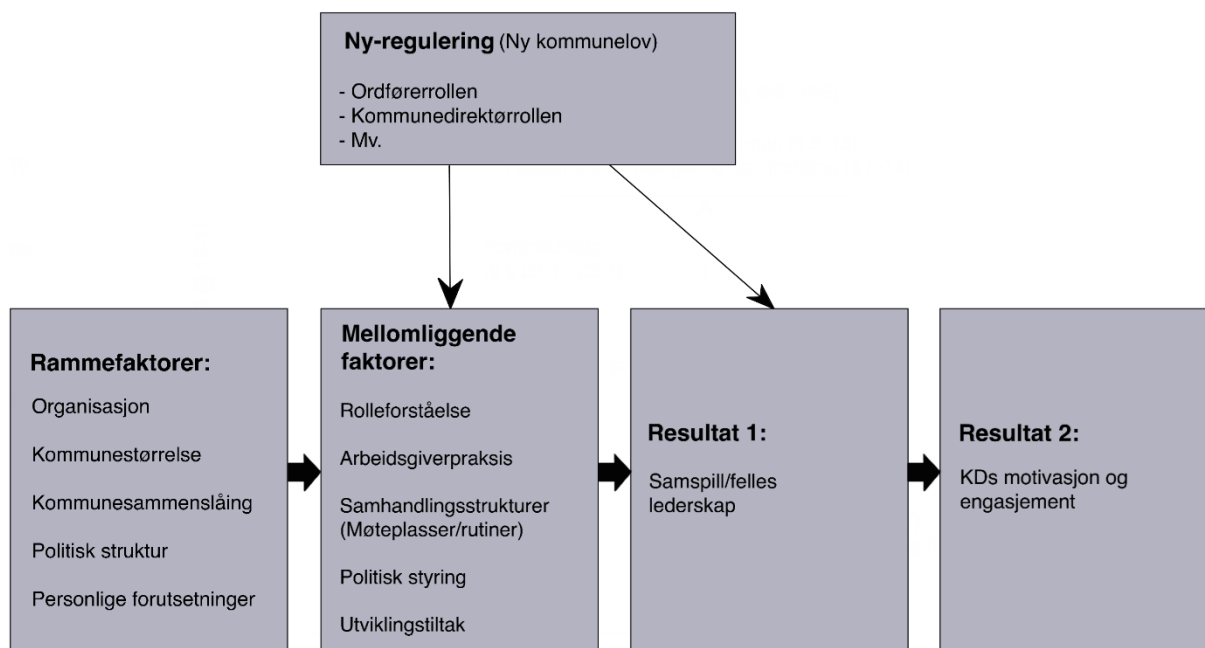 Ny-regulering (Ny kommunelov)
- Ordførerrollen
- Kommunedirektørrollen
- Mv.
Rammefaktorer:
Organisasjon
Kommunestørrelse
Kommunesammenslåing
Politisk struktur
Personlige forutsetninger
Mellomliggende
faktorer:
Rolleforståelse
Arbeidsgiverpraksis
Samhandlingsstrukturer
(Møteplasser/rutiner)
Politisk styring
Utviklingstiltak
Resultat 1:
Samspill/felles
lederskap
Resultat 2:
KDs motivasjon og
engasjement